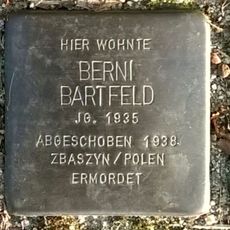 HIER WOHNTE
BERNI
BARTFELD
JG. 1935
ABGESCHOBEN 1938
ZBASZYN/POLEN
ERMORDET